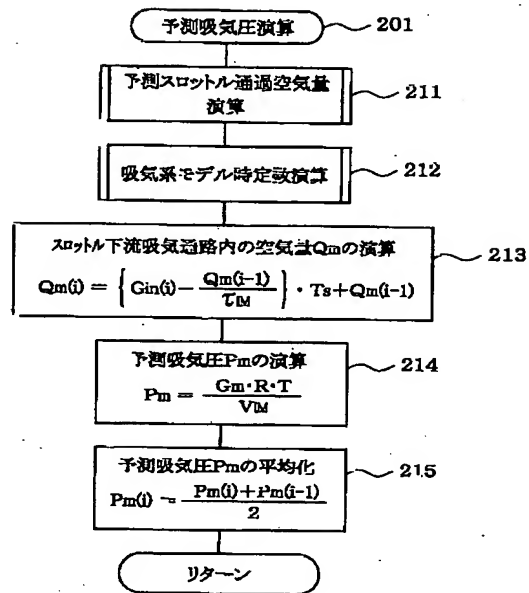 予測吸気圧演算
201
予測スロットル通過空気量
演算
211
吸気系モデル時定数演算
212
スロットル下流吸気通路内の空気量Qmの演算
213
Qm(i) = {Gin(i)− Qm(i-1)/τIM}・Ts+Qm(i-1)
予測吸気圧Pmの演算
214
Pm = Gm・R・T/VIM
予測吸気圧Pmの平均化
215
Pm(i) = Pm(i)+Pm(i-1)/2
リターン